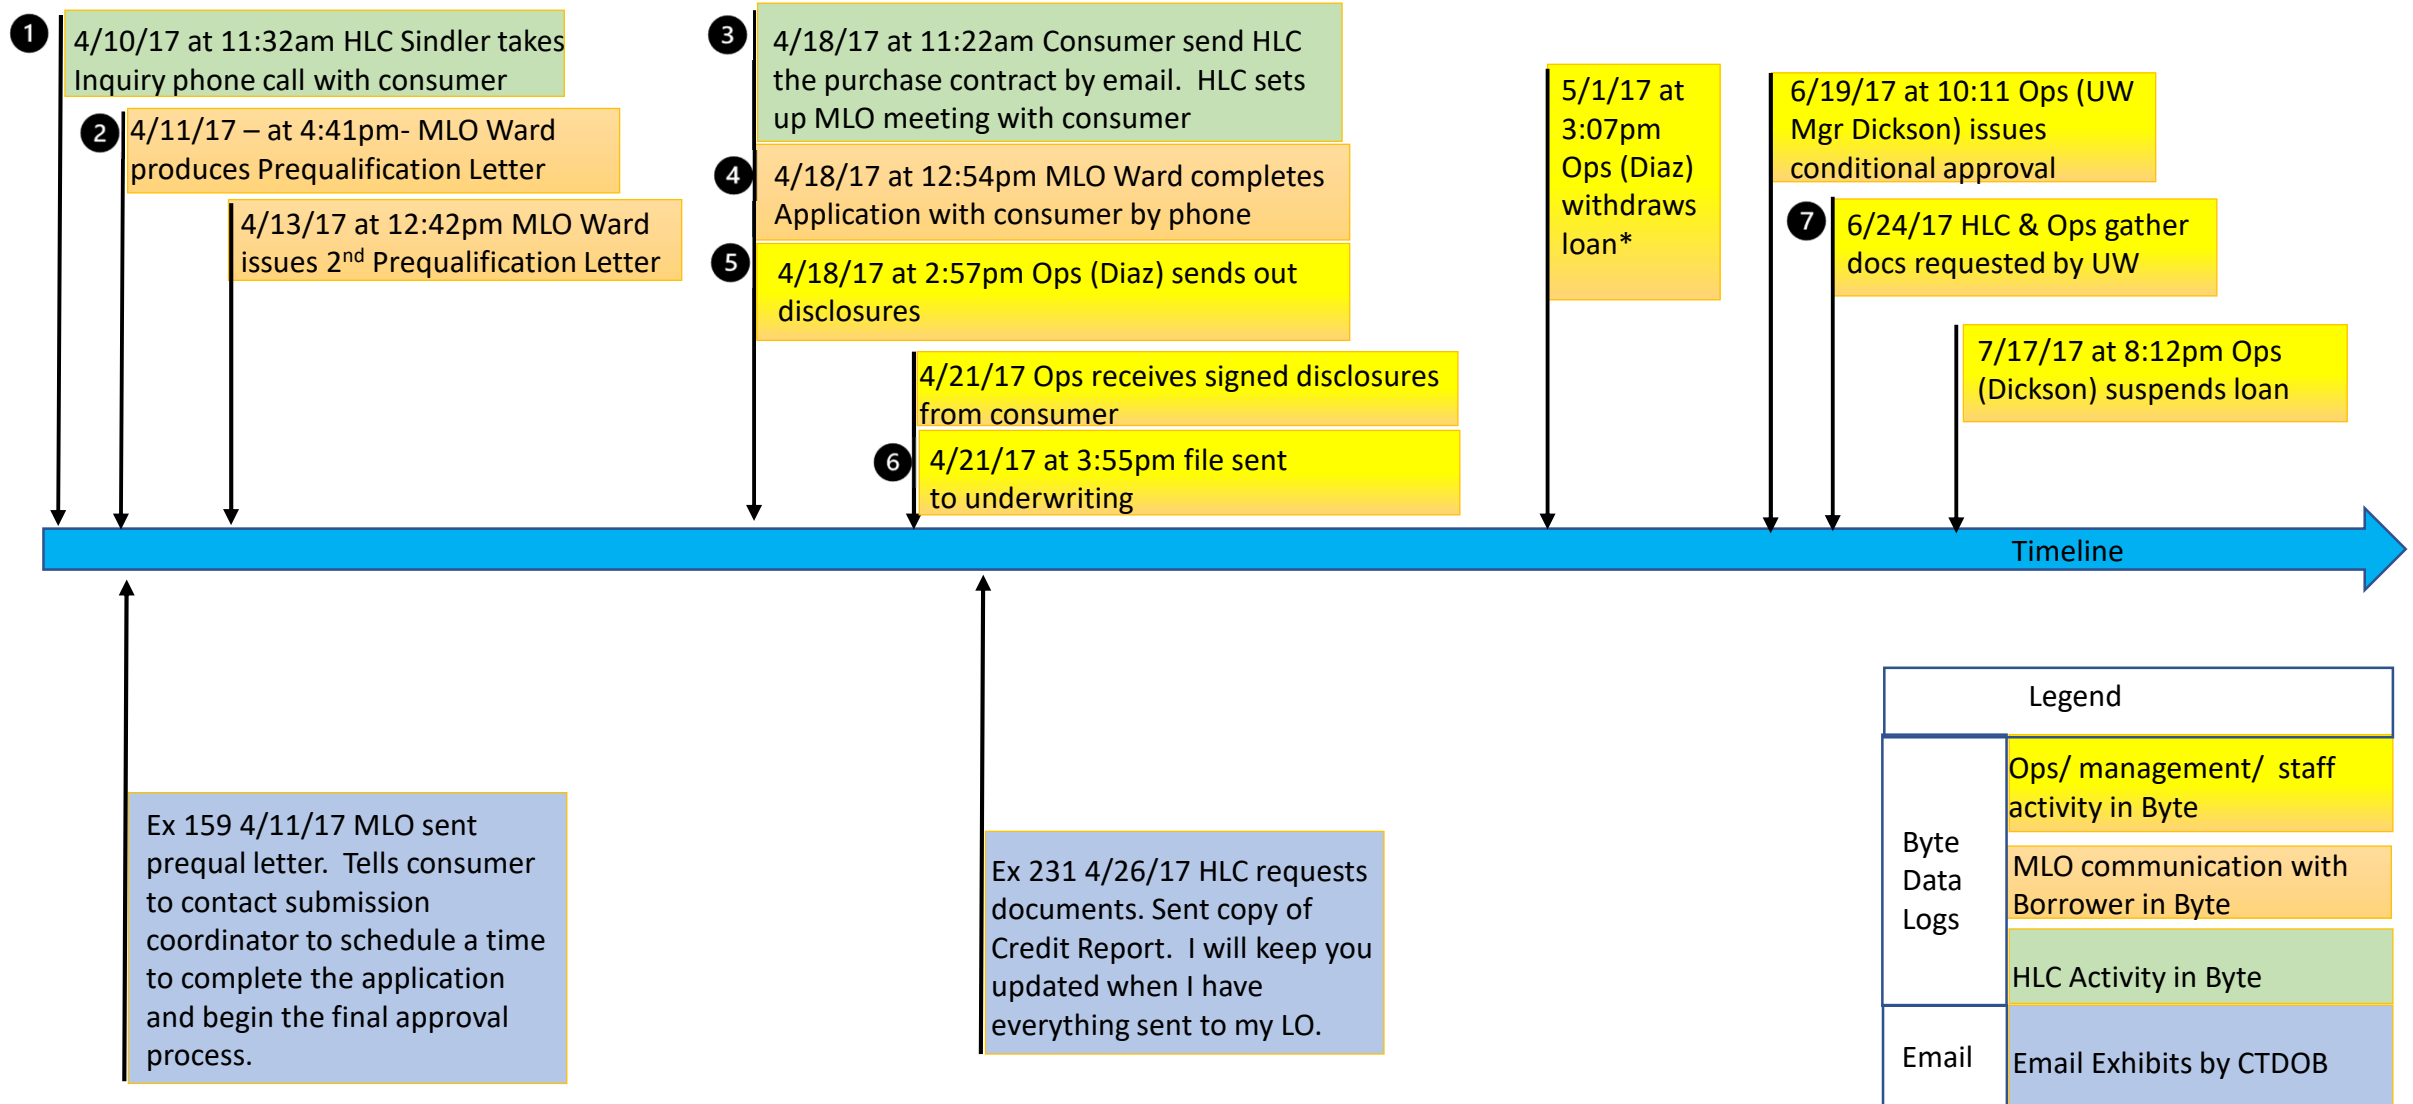 1
4/10/17 at 11:32am HLC Sindler takes
Inquiry phone call with consumer
2
4/11/17 – at 4:41pm- MLO Ward
produces Prequalification Letter
4/13/17 at 12:42pm MLO Ward
issues 2nd Prequalification Letter
3
4/18/17 at 11:22am Consumer send HLC
the purchase contract by email.  HLC sets
up MLO meeting with consumer
4
4/18/17 at 12:54pm MLO Ward completes
Application with consumer by phone
5
4/18/17 at 2:57pm Ops (Diaz) sends out
disclosures
4/21/17 Ops receives signed disclosures
from consumer
6
4/21/17 at 3:55pm file sent
to underwriting
5/1/17 at
3:07pm
Ops (Diaz)
withdraws
loan*
6/19/17 at 10:11 Ops (UW
Mgr Dickson) issues
conditional approval
7
6/24/17 HLC & Ops gather
docs requested by UW
7/17/17 at 8:12pm Ops
(Dickson) suspends loan
Timeline
Ex 159 4/11/17 MLO sent
prequal letter.  Tells consumer
to contact submission
coordinator to schedule a time
to complete the application
and begin the final approval
process.
Ex 231 4/26/17 HLC requests
documents. Sent copy of
Credit Report.  I will keep you
updated when I have
everything sent to my LO.
Legend
Byte
Data
Logs
Ops/ management/  staff
activity in Byte
MLO communication with
Borrower in Byte
HLC Activity in Byte
Email
Email Exhibits by CTDOB